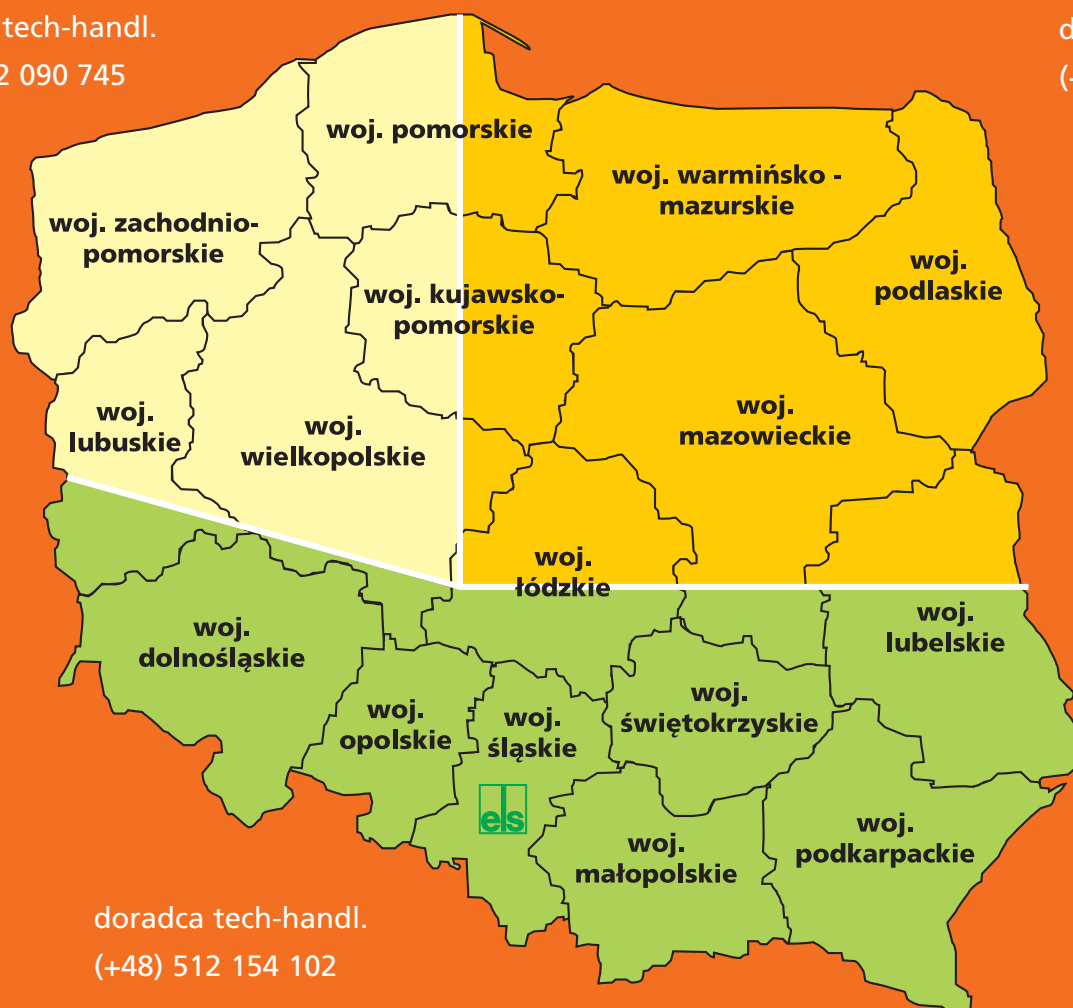 tech-handl.
2 090 745
woj. pomorskie
woj. warmińsko -
mazurskie
woj. zachodnio-
pomorskie
woj.
podlaskie
woj. kujawsko-
pomorskie
woj.
lubuskie
woj.
wielkopolskie
woj.
mazowieckie
woj.
łódzkie
woj.
dolnośląskie
woj.
lubelskie
woj.
opolskie
woj.
śląskie
woj.
świętokrzyskie
els
woj.
małopolskie
woj.
podkarpackie
doradca tech-handl.
(+48) 512 154 102